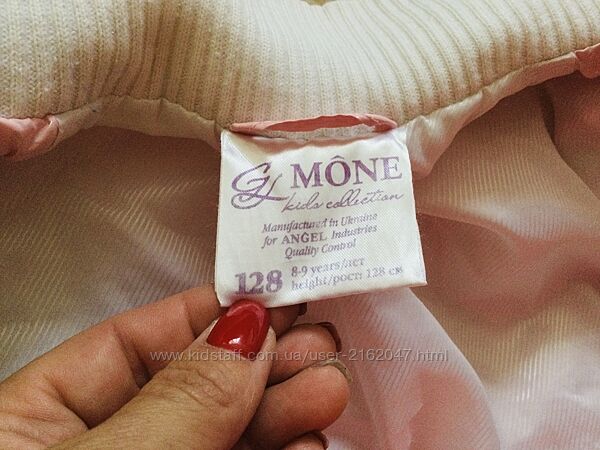 GL MÔNE
kids collection
Manufactured in Ukraine
for ANGEL Industries
Quality Control
128
8-9 years/лет
height/рост: 128 см
www.kidstaff.com.ua/user-2162047.html